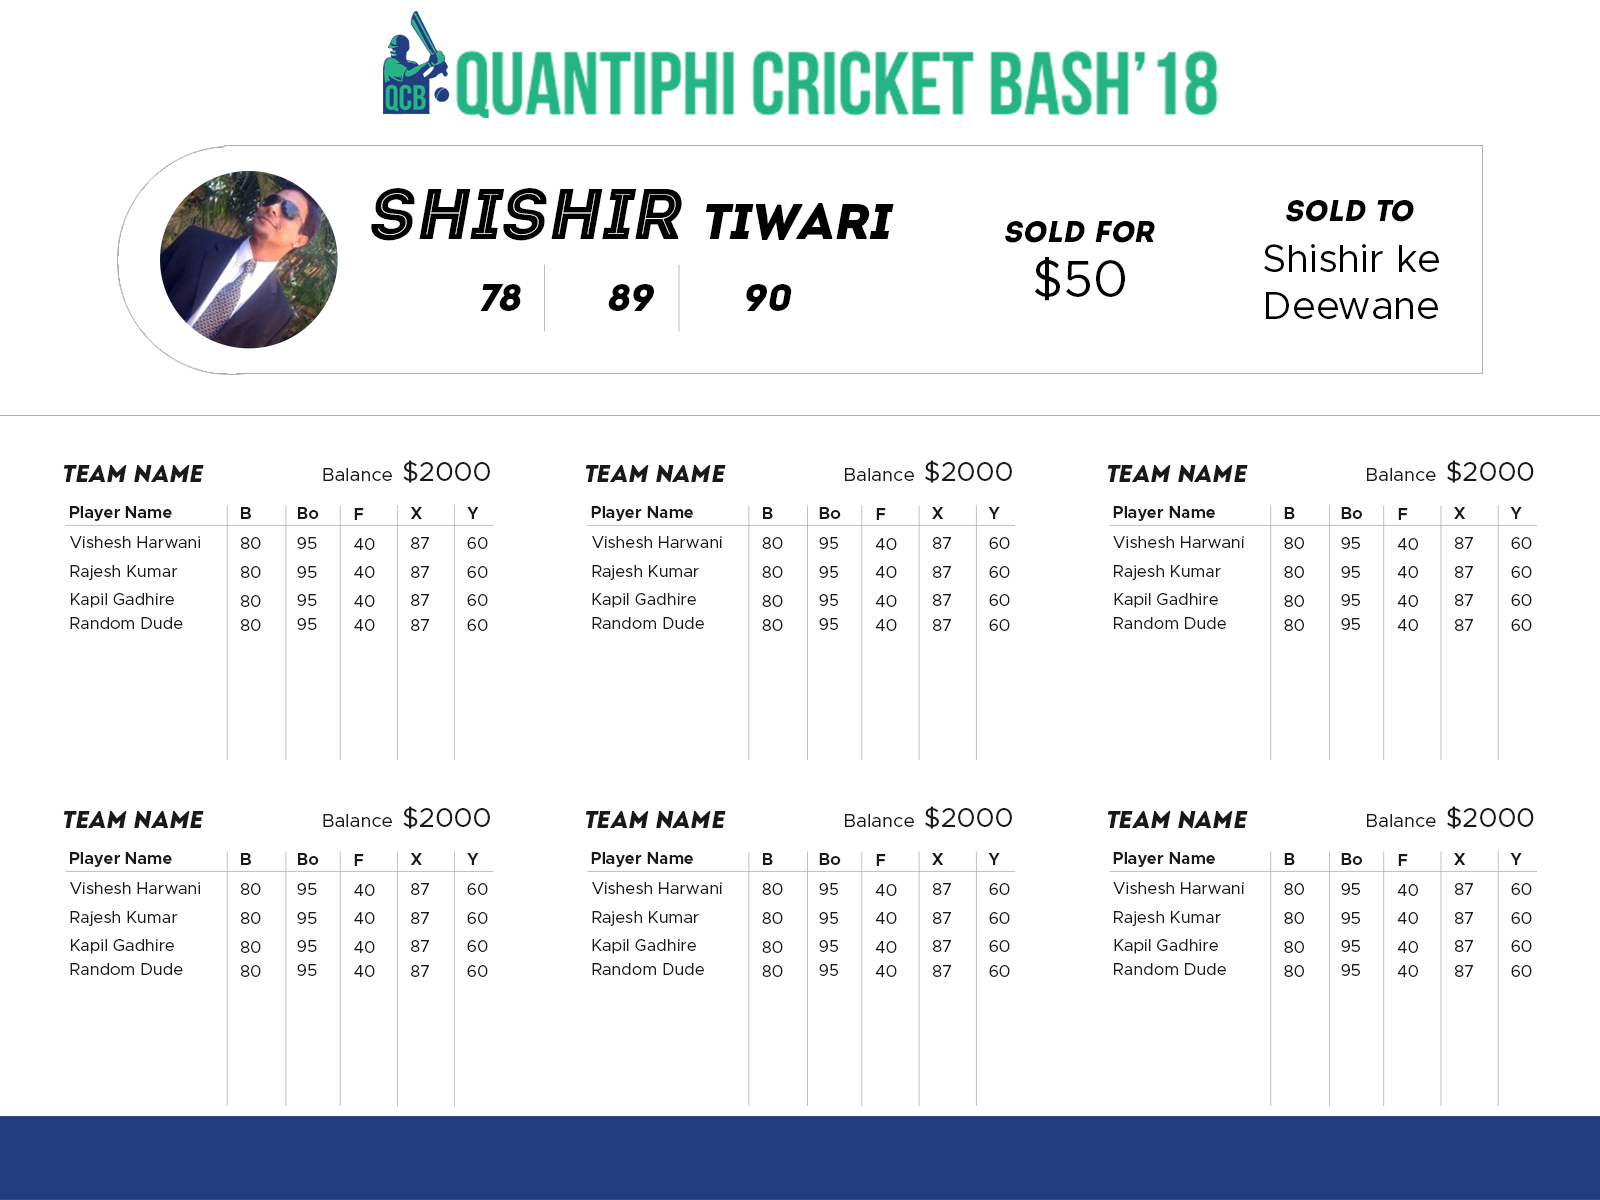 QCB QUANTIPHI CRICKET BASH'18
SHISHIR TIWARI
78 89 90
SOLD FOR
$50
SOLD TO
Shishir ke
Deewane
TEAM NAME Balance $2000
Player Name B Bo F X Y
Vishesh Harwani 80 95 40 87 60
Rajesh Kumar 80 95 40 87 60
Kapil Gadhire 80 95 40 87 60
Random Dude 80 95 40 87 60
TEAM NAME Balance $2000
Player Name B Bo F X Y
Vishesh Harwani 80 95 40 87 60
Rajesh Kumar 80 95 40 87 60
Kapil Gadhire 80 95 40 87 60
Random Dude 80 95 40 87 60
TEAM NAME Balance $2000
Player Name B Bo F X Y
Vishesh Harwani 80 95 40 87 60
Rajesh Kumar 80 95 40 87 60
Kapil Gadhire 80 95 40 87 60
Random Dude 80 95 40 87 60
TEAM NAME Balance $2000
Player Name B Bo F X Y
Vishesh Harwani 80 95 40 87 60
Rajesh Kumar 80 95 40 87 60
Kapil Gadhire 80 95 40 87 60
Random Dude 80 95 40 87 60
TEAM NAME Balance $2000
Player Name B Bo F X Y
Vishesh Harwani 80 95 40 87 60
Rajesh Kumar 80 95 40 87 60
Kapil Gadhire 80 95 40 87 60
Random Dude 80 95 40 87 60
TEAM NAME Balance $2000
Player Name B Bo F X Y
Vishesh Harwani 80 95 40 87 60
Rajesh Kumar 80 95 40 87 60
Kapil Gadhire 80 95 40 87 60
Random Dude 80 95 40 87 60